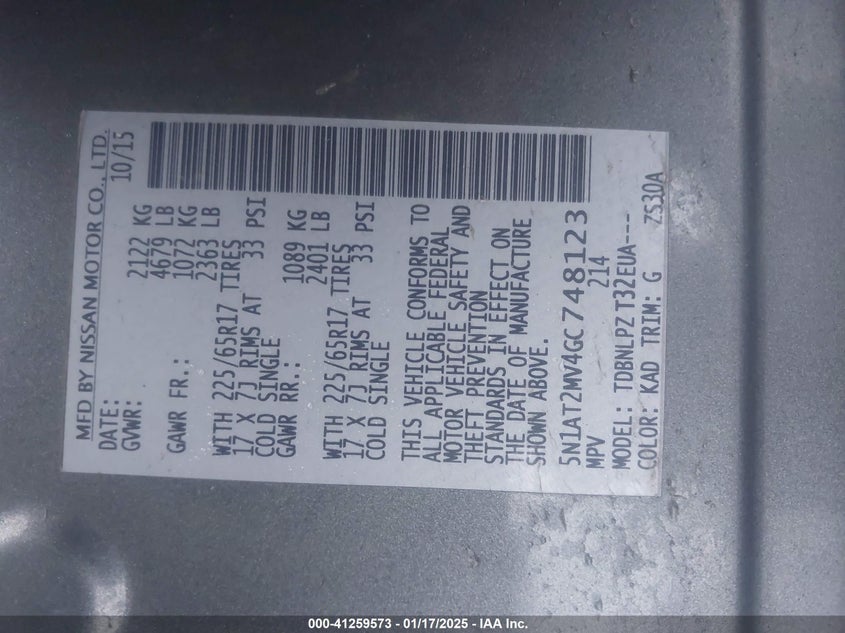 MFD BY NISSAN MOTOR CO., LTD.
DATE: 10/15
GVWR: 2122 KG
4679 LB
GAWR FR.: 1072 KG
2363 LB
WITH 225/65R17 TIRES
17 X 7J RIMS AT 33 PSI
COLD SINGLE
GAWR RR.: 1089 KG
2401 LB
WITH 225/65R17 TIRES
17 X 7J RIMS AT 33 PSI
COLD SINGLE
THIS VEHICLE CONFORMS TO
ALL APPLICABLE FEDERAL
MOTOR VEHICLE SAFETY AND
THEFT PREVENTION
STANDARDS IN EFFECT ON
THE DATE OF MANUFACTURE
SHOWN ABOVE.
5N1AT2MV4GC748123
MPV 214
MODEL: TDBNLPZ T32EUA----
COLOR: KAD TRIM: G ZS30A
000-41259573 - 01/17/2025 - IAA Inc.